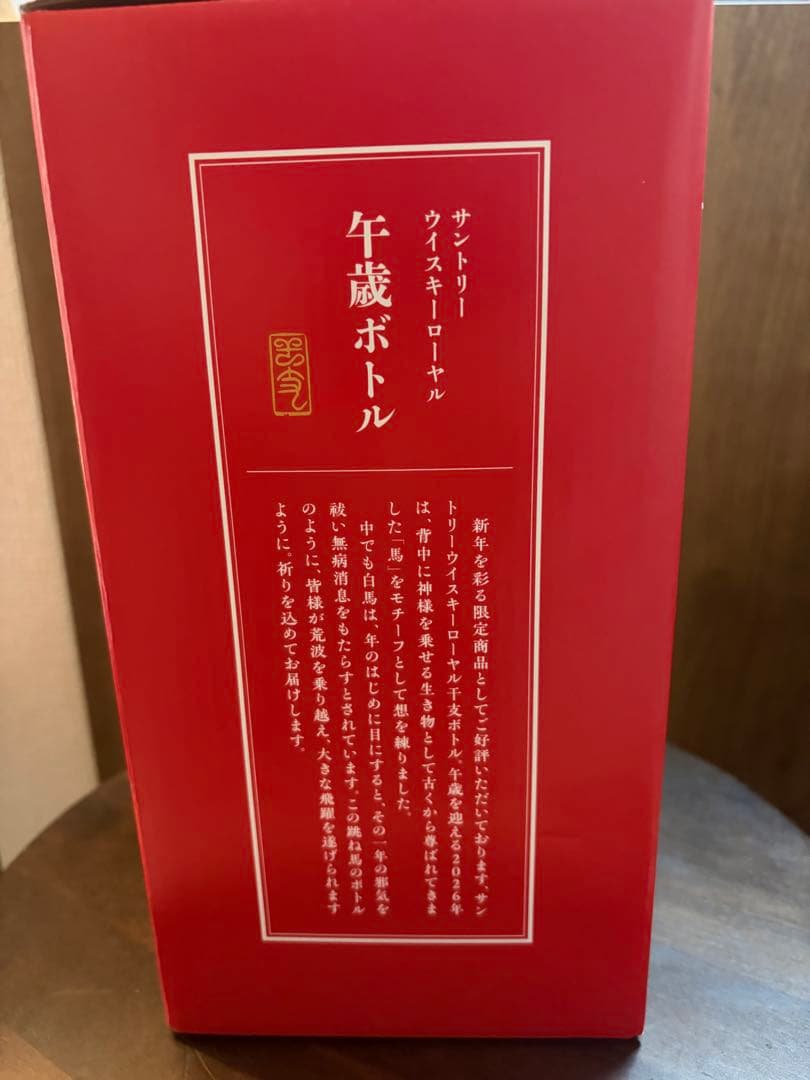 サントリー
ウイスキーローヤル
午歳ボトル
新年を彩る限定商品としてご好評いただいております、サン
トリーウイスキーローヤル干支ボトル。午歳を迎える2026年
は、背中に神様を乗せる生き物として古くから尊ばれてきま
した「馬」をモチーフとして想を練りました。
中でも白馬は、年のはじめに目にすると、その一年の邪気を
祓い無病消息をもたらすとされています。この跳ね馬のボトル
のように、皆様が荒波を乗り越え、大きな飛躍を遂げられます
ように。祈りを込めてお届けします。